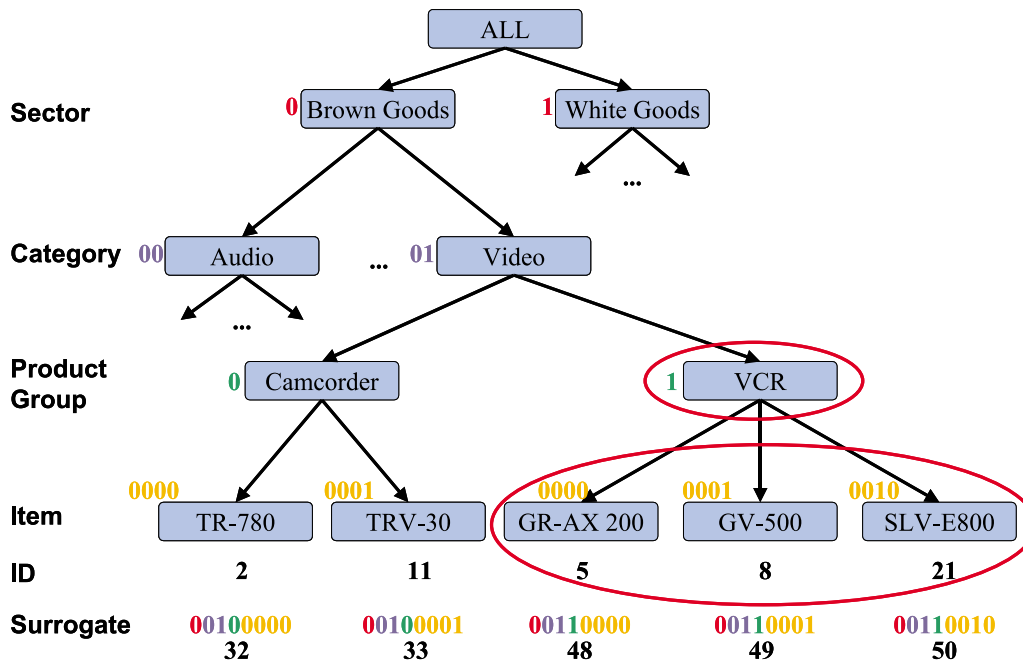 ALL
Sector
0 Brown Goods
1 White Goods
...
Category
00 Audio
...
01 Video
...
Product
Group
0 Camcorder
1 VCR
0000 0001 0000 0001 0010
Item TR-780 TRV-30 GR-AX 200 GV-500 SLV-E800
ID 2 11 5 8 21
Surrogate 00100000 00100001 00110000 00110001 00110010
32 33 48 49 50